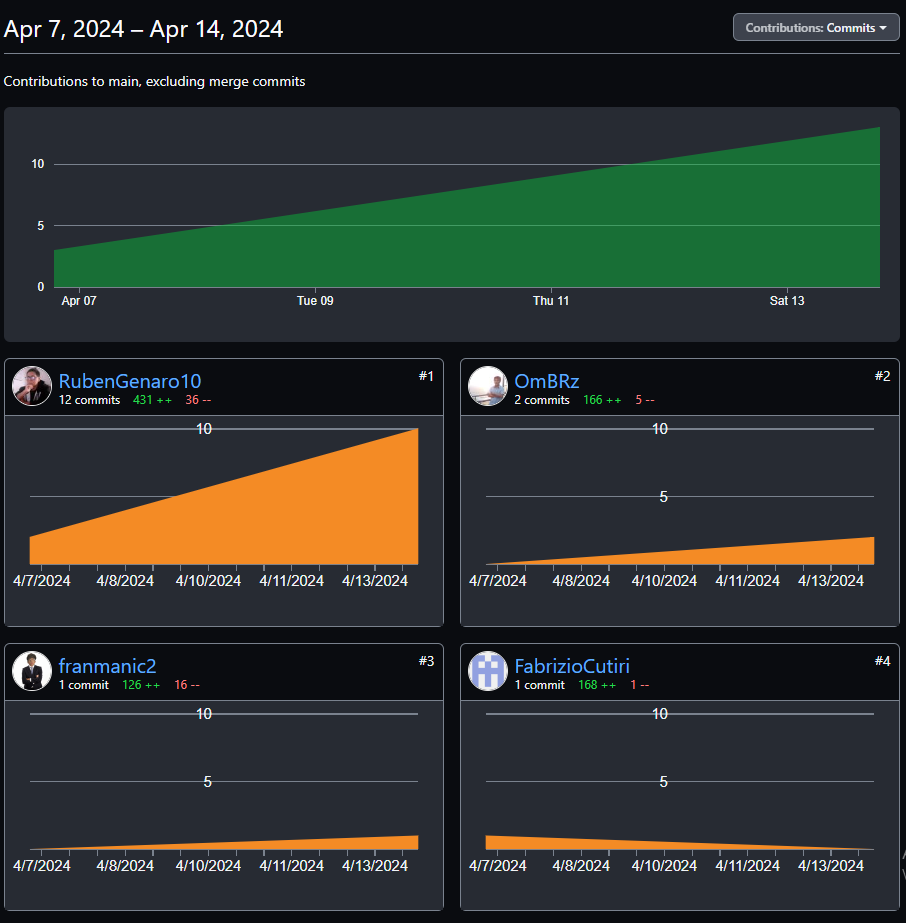 Apr 7, 2024 – Apr 14, 2024
Contributions: Commits
Contributions to main, excluding merge commits
10
5
0
Apr 07 Tue 09 Thu 11 Sat 13
RubenGenaro10 #1
12 commits 431 ++ 36 --
10
4/7/2024 4/8/2024 4/10/2024 4/11/2024 4/13/2024
OmBRz #2
2 commits 166 ++ 5 --
10
5
4/7/2024 4/8/2024 4/10/2024 4/11/2024 4/13/2024
franmanic2 #3
1 commit 126 ++ 16 --
10
5
4/7/2024 4/8/2024 4/10/2024 4/11/2024 4/13/2024
FabrizioCutiri #4
1 commit 168 ++ 1 --
10
5
4/7/2024 4/8/2024 4/10/2024 4/11/2024 4/13/2024